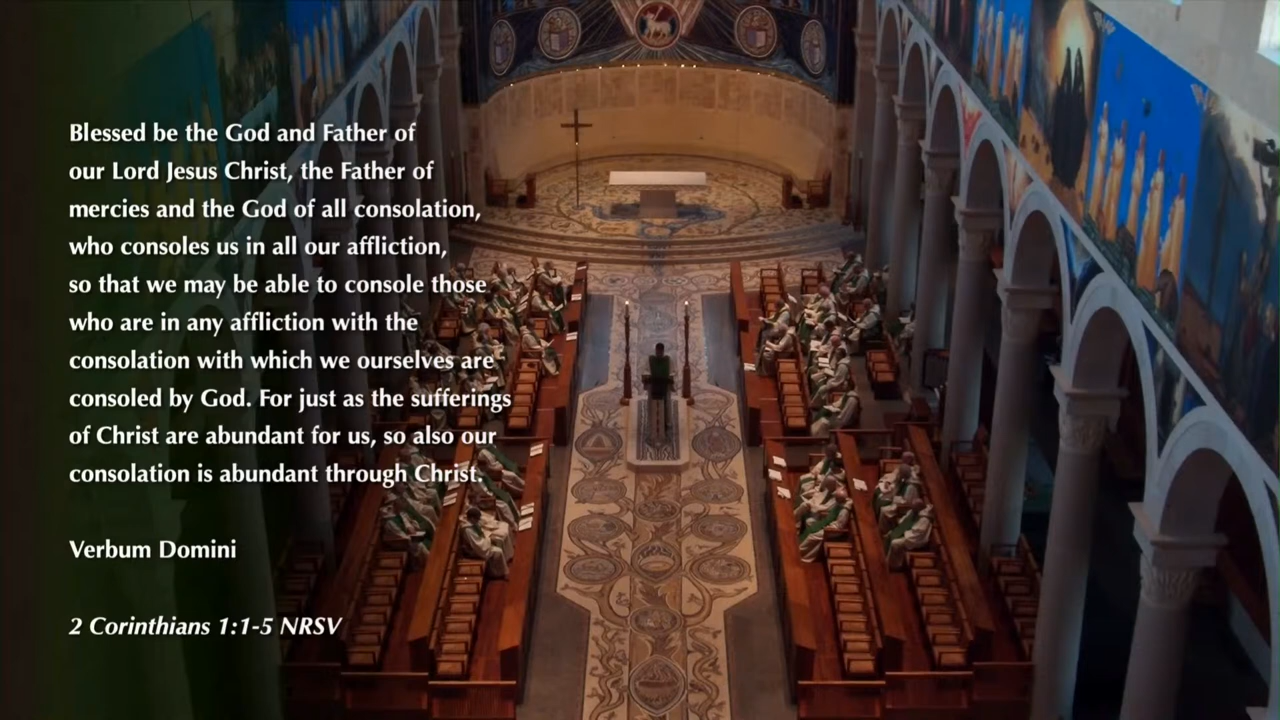 Blessed be the God and Father of
our Lord Jesus Christ, the Father of
mercies and the God of all consolation,
who consoles us in all our affliction,
so that we may be able to console those
who are in any affliction with the
consolation with which we ourselves are
consoled by God. For just as the sufferings
of Christ are abundant for us, so also our
consolation is abundant through Christ.
Verbum Domini
2 Corinthians 1:1-5 NRSV